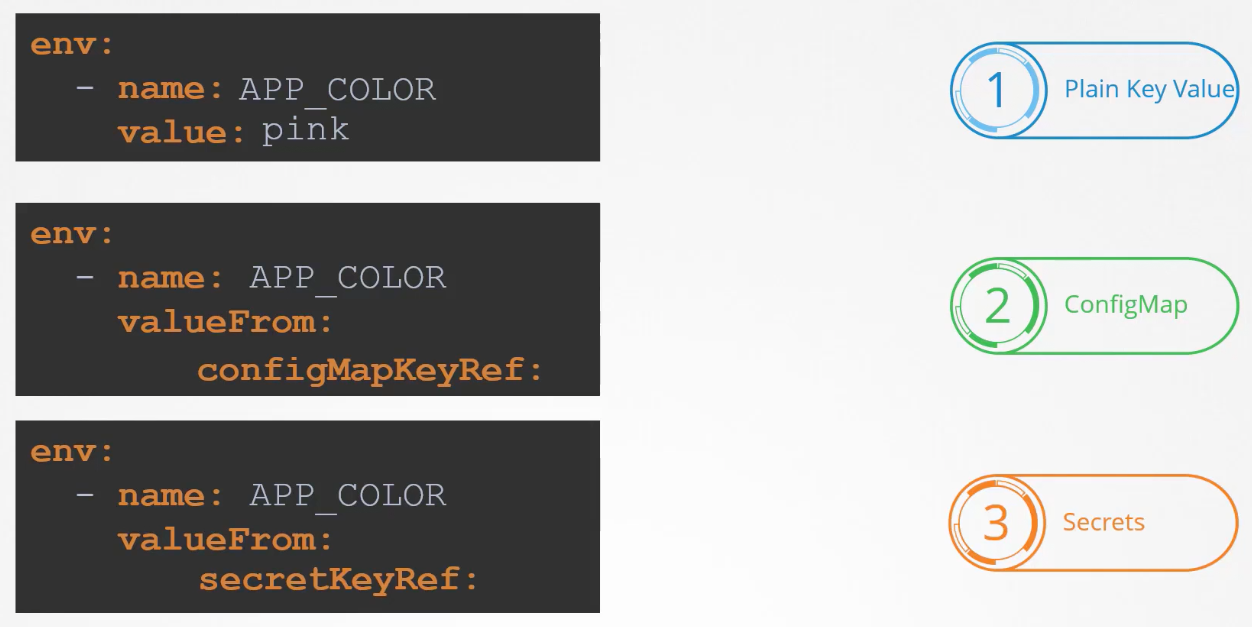 env:
- name: APP_COLOR
value: pink
1 Plain Key Value
env:
- name: APP_COLOR
valueFrom:
configMapKeyRef:
2 ConfigMap
env:
- name: APP_COLOR
valueFrom:
secretKeyRef:
3 Secrets